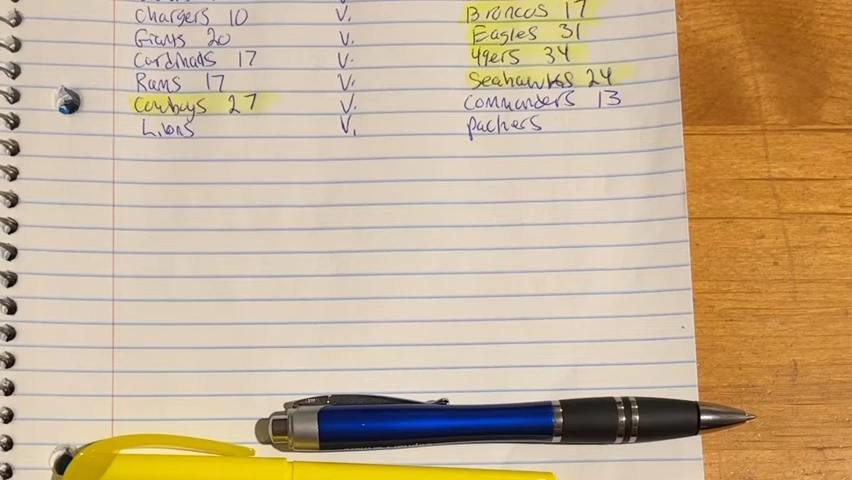 Chargers 10 v. Broncos 17
Giants 20 v. Eagles 31
Cardinals 17 v. 49ers 34
Rams 17 v. Seahawks 24
Cowboys 27 v. Commanders 13
Lions v. Packers